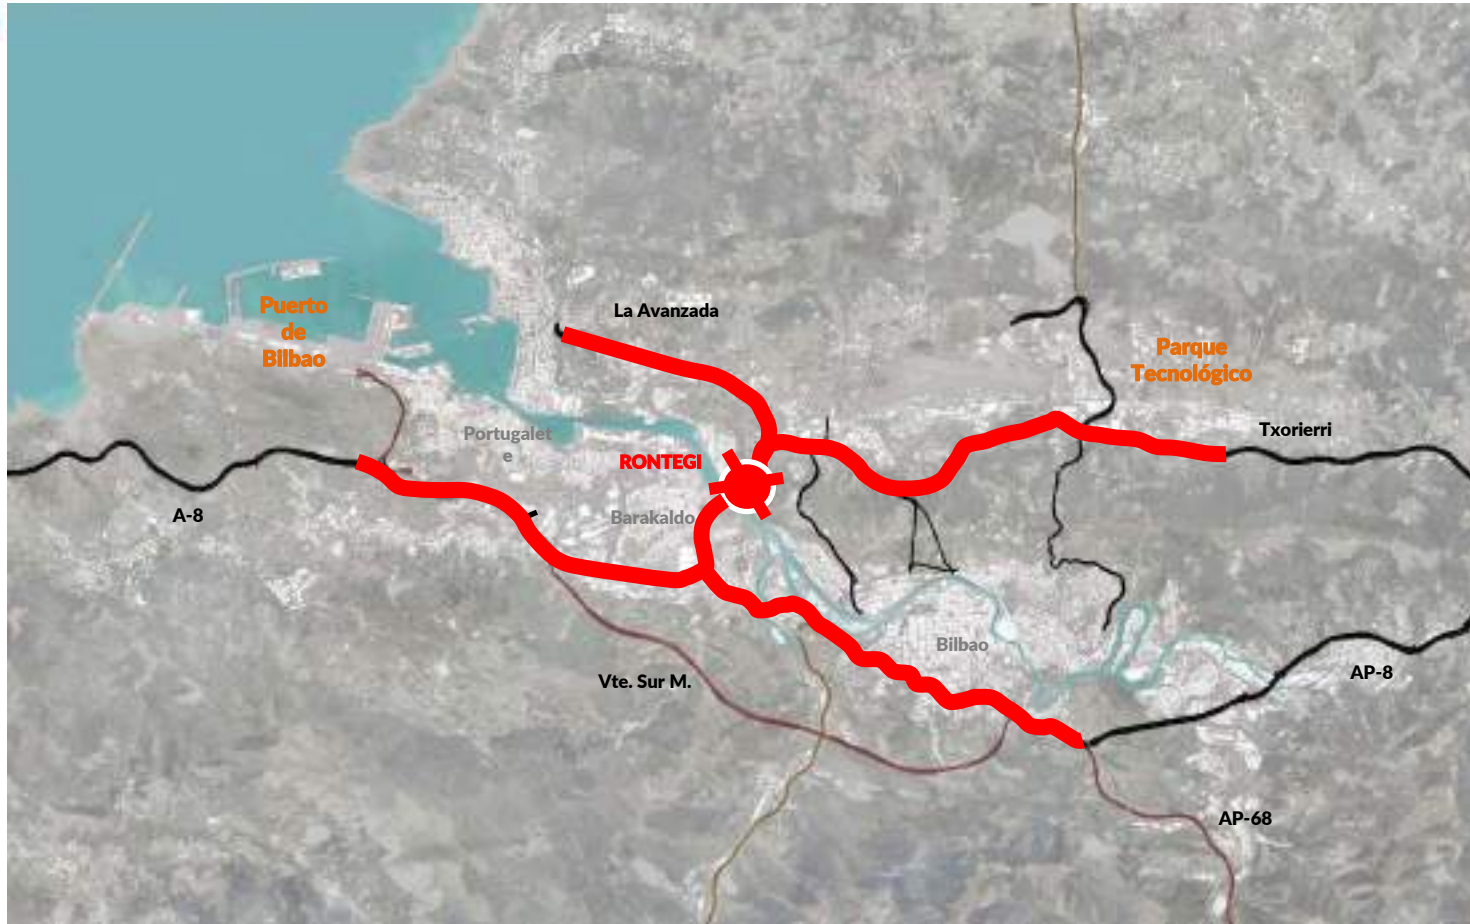 La Avanzada
Puerto
de
Bilbao
Parque
Tecnológico
Txorierri
Portugalet
e
RONTEGI
A-8
Barakaldo
Bilbao
AP-8
Vte. Sur M.
AP-68